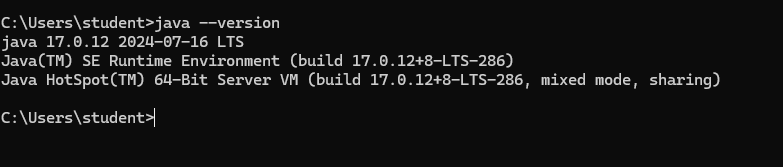 C:\Users\student>java --version
java 17.0.12 2024-07-16 LTS
Java(TM) SE Runtime Environment (build 17.0.12+8-LTS-286)
Java HotSpot(TM) 64-Bit Server VM (build 17.0.12+8-LTS-286, mixed mode, sharing)
C:\Users\student>